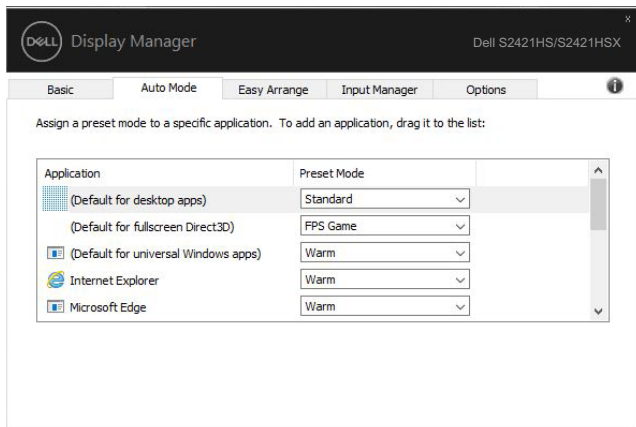 DELL Display Manager Dell S2421HS/S2421HSX
Basic Auto Mode Easy Arrange Input Manager Options
Assign a preset mode to a specific application. To add an application, drag it to the list:
Application Preset Mode
(Default for desktop apps) Standard
(Default for fullscreen Direct3D) FPS Game
(Default for universal Windows apps) Warm
Internet Explorer Warm
Microsoft Edge Warm